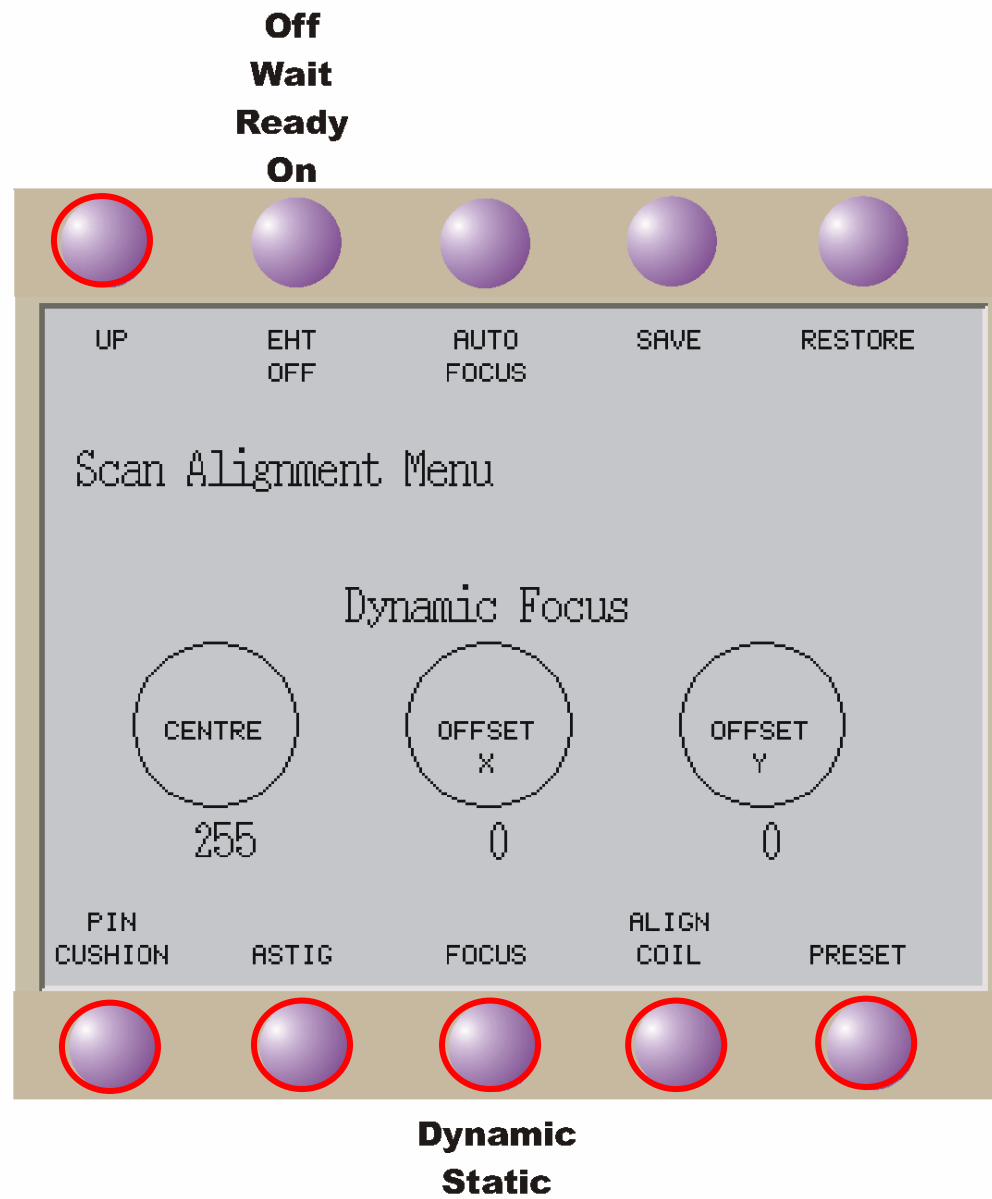 Off
Wait
Ready
On
UP EHT AUTO SAVE RESTORE
OFF FOCUS
Scan Alignment Menu
Dynamic Focus
CENTRE OFFSET OFFSET
X Y
255 0 0
PIN ALIGN
CUSHION ASTIG FOCUS COIL PRESET
Dynamic
Static